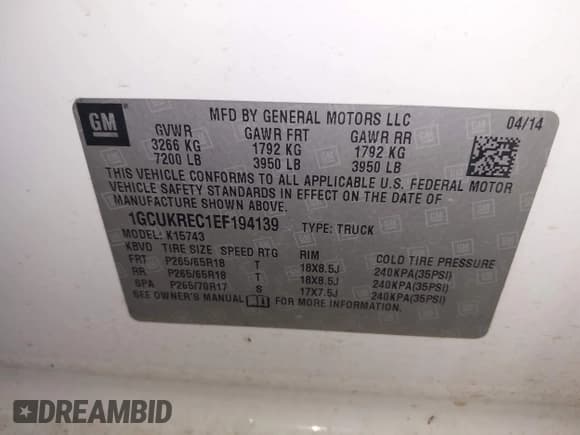 GM
MFD BY GENERAL MOTORS LLC
04/14
GVWR GAWR FRT GAWR RR
3266 KG 1792 KG 1792 KG
7200 LB 3950 LB 3950 LB
THIS VEHICLE CONFORMS TO ALL APPLICABLE U.S. FEDERAL MOTOR
VEHICLE SAFETY STANDARDS IN EFFECT ON THE DATE OF
MANUFACTURE SHOWN ABOVE.
1GCUKREC1EF194139 TYPE: TRUCK
MODEL: K15743
KBVD TIRE SIZE SPEED RTG RIM COLD TIRE PRESSURE
FRT P265/65R18 T 18X8.5J 240KPA(35PSI)
RR P265/65R18 T 18X8.5J 240KPA(35PSI)
SPA P265/70R17 S 17X7.5J 240KPA(35PSI)
SEE OWNER'S MANUAL FOR MORE INFORMATION.
DREAMBID